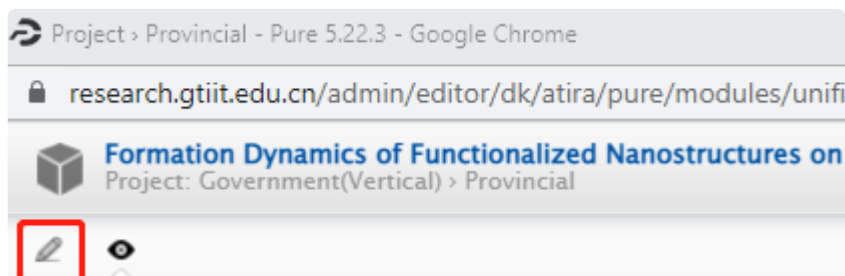 Project › Provincial - Pure 5.22.3 - Google Chrome
research.gtiit.edu.cn/admin/editor/dk/atira/pure/modules/unifi
Formation Dynamics of Functionalized Nanostructures on
Project: Government(Vertical) › Provincial